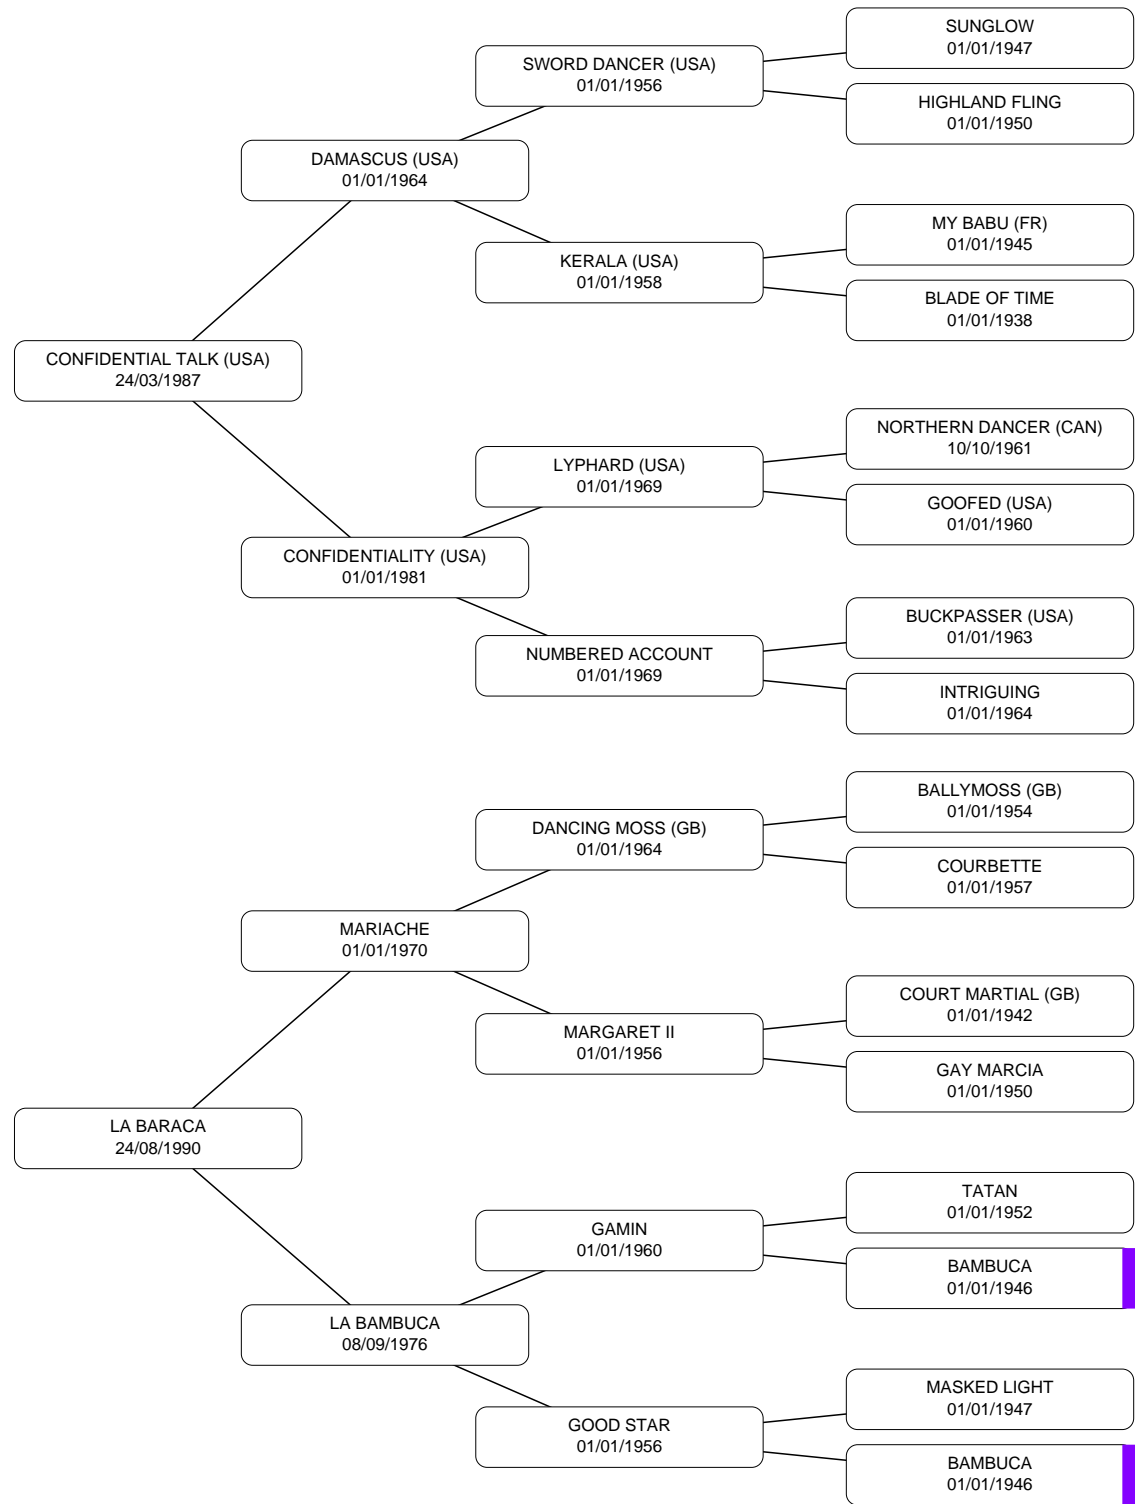 SUNGLOW
01/01/1947
SWORD DANCER (USA)
01/01/1956
HIGHLAND FLING
01/01/1950
DAMASCUS (USA)
01/01/1964
MY BABU (FR)
01/01/1945
KERALA (USA)
01/01/1958
BLADE OF TIME
01/01/1938
CONFIDENTIAL TALK (USA)
24/03/1987
NORTHERN DANCER (CAN)
10/10/1961
LYPHARD (USA)
01/01/1969
GOOFED (USA)
01/01/1960
CONFIDENTIALITY (USA)
01/01/1981
BUCKPASSER (USA)
01/01/1963
NUMBERED ACCOUNT
01/01/1969
INTRIGUING
01/01/1964
BALLYMOSS (GB)
01/01/1954
DANCING MOSS (GB)
01/01/1964
COURBETTE
01/01/1957
MARIACHE
01/01/1970
COURT MARTIAL (GB)
01/01/1942
MARGARET II
01/01/1956
GAY MARCIA
01/01/1950
LA BARACA
24/08/1990
TATAN
01/01/1952
GAMIN
01/01/1960
BAMBUCA
01/01/1946
LA BAMBUCA
08/09/1976
MASKED LIGHT
01/01/1947
GOOD STAR
01/01/1956
BAMBUCA
01/01/1946